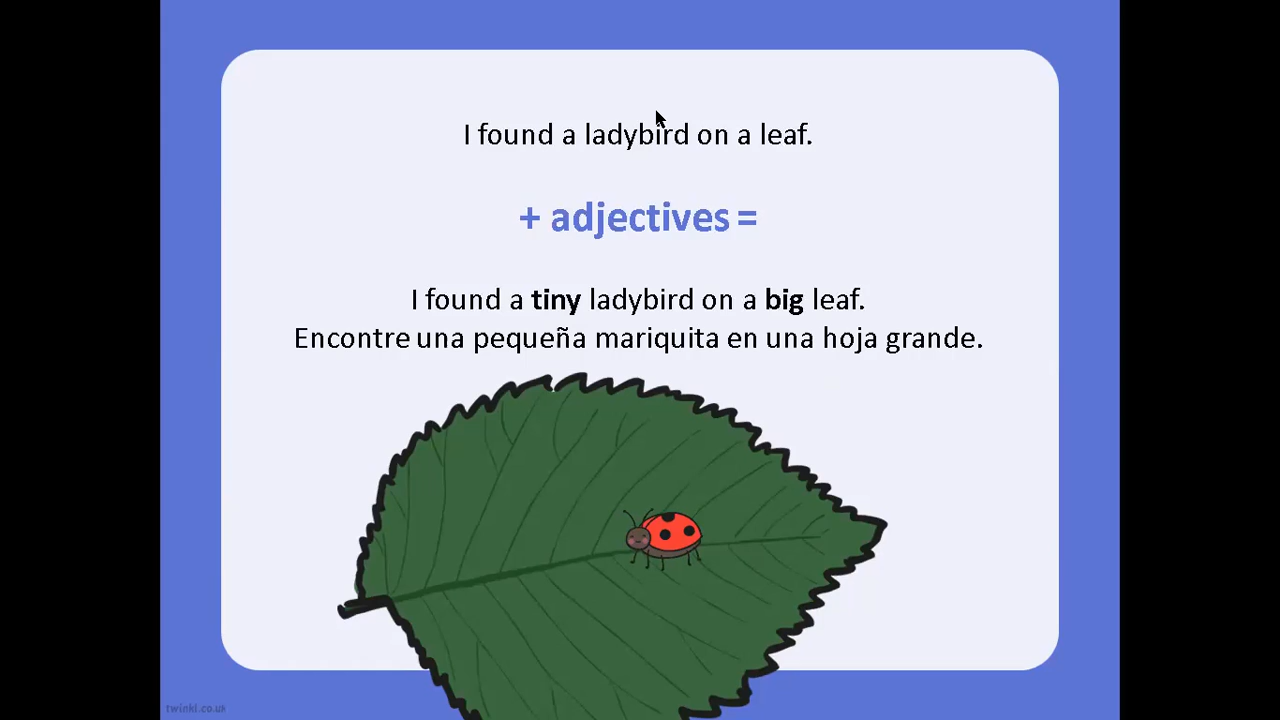 I found a ladybird on a leaf.
+ adjectives =
I found a tiny ladybird on a big leaf.
Encontre una pequeña mariquita en una hoja grande.
twinkl.co.uk